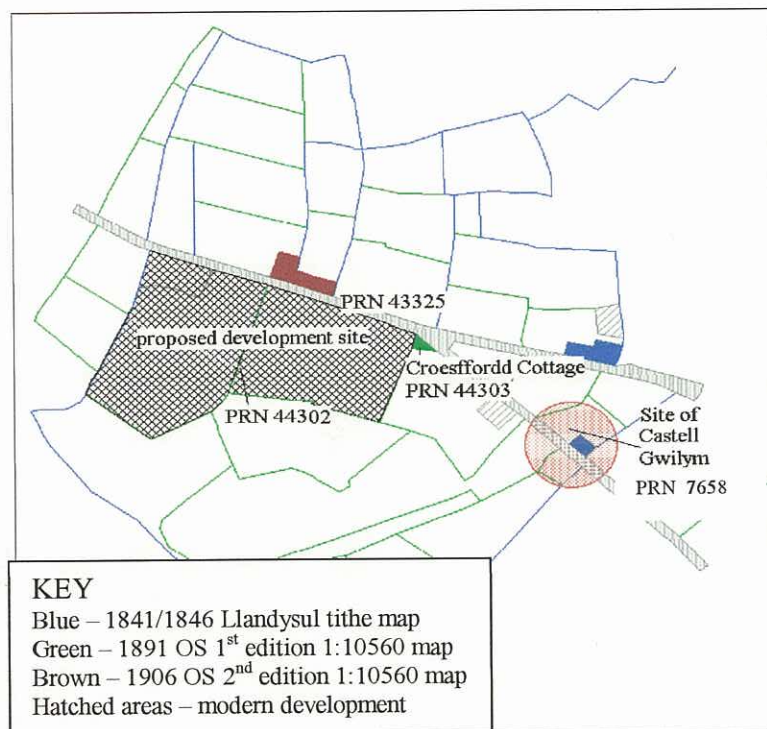 PRN 43325
proposed development site
Croesffordd Cottage
PRN 44303
PRN 44302
Site of
Castell
Gwilym
PRN 7658
KEY
Blue – 1841/1846 Llandysul tithe map
Green – 1891 OS 1st edition 1:10560 map
Brown – 1906 OS 2nd edition 1:10560 map
Hatched areas – modern development